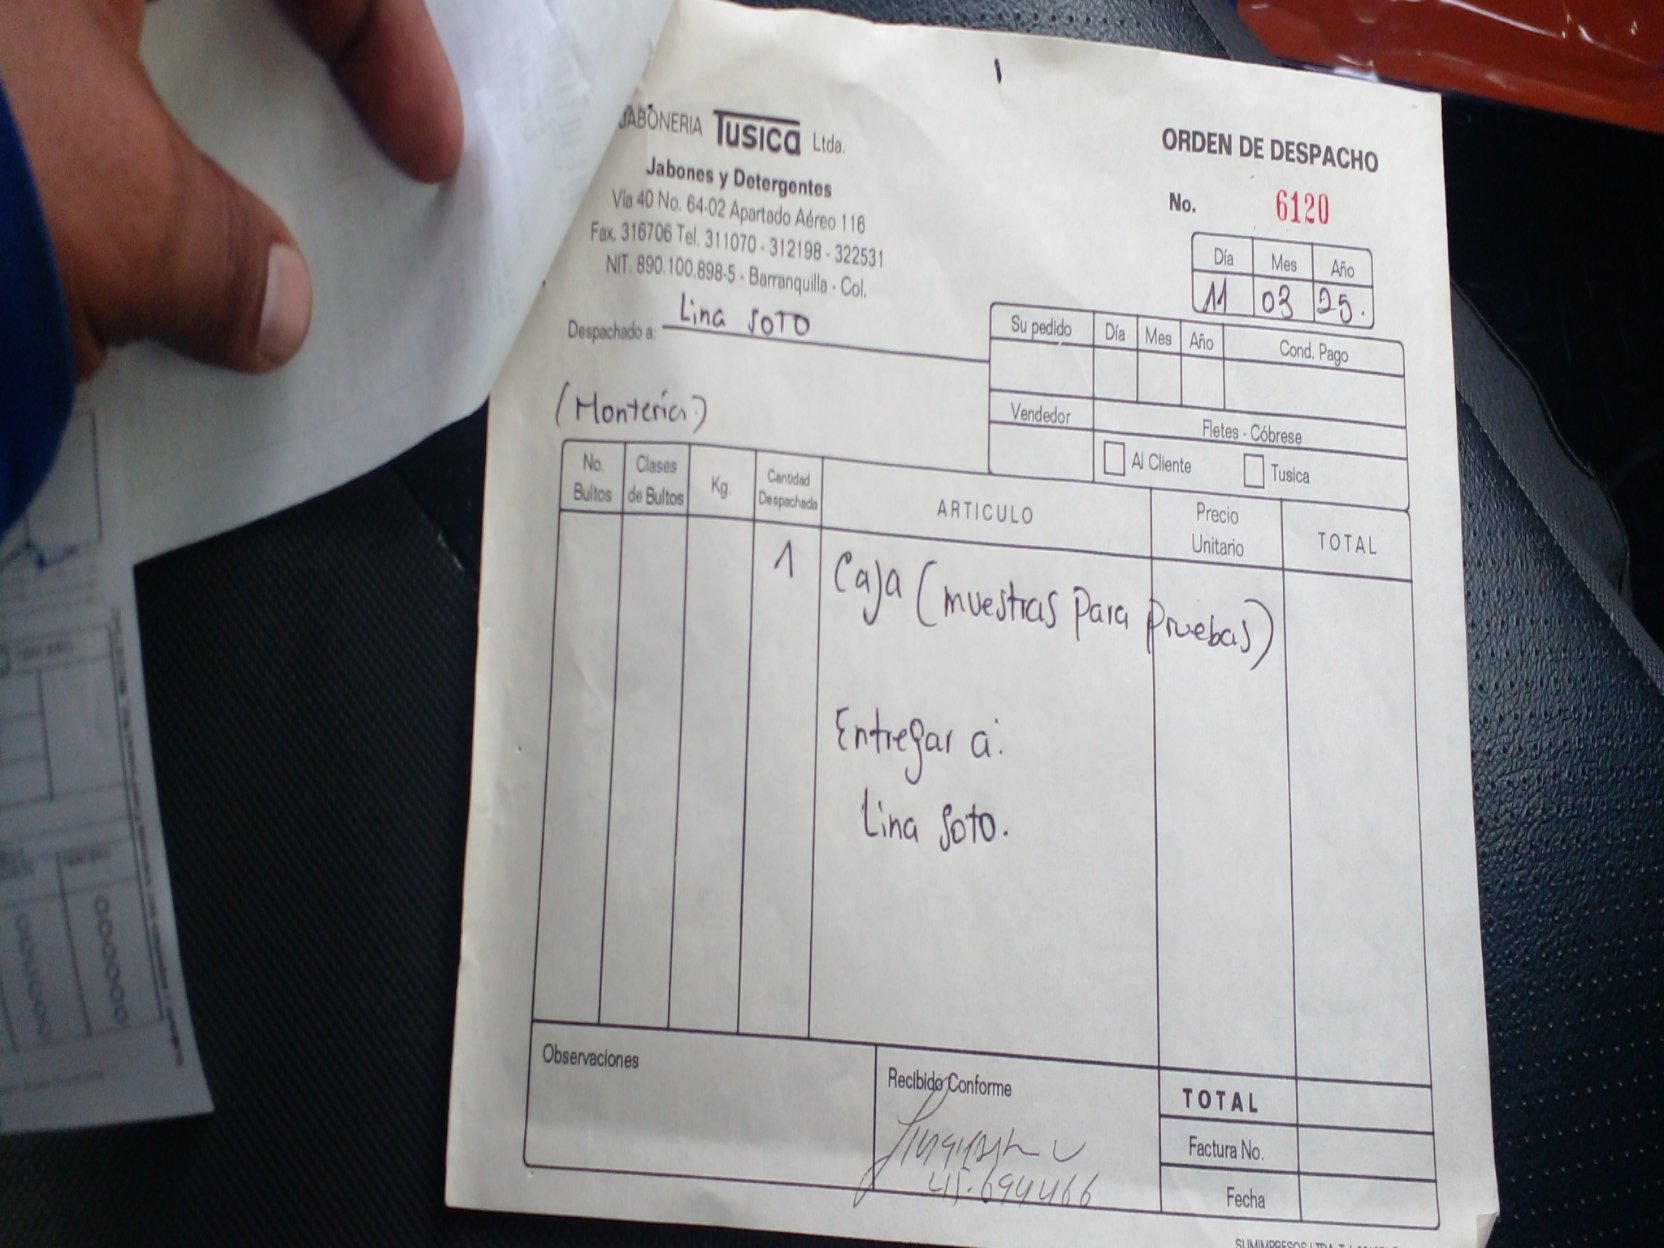 JABONERIA Tusica Ltda.
Jabones y Detergentes
Vía 40 No. 64-02 Apartado Aéreo 116
Fax. 316706 Tel. 311070 - 312198 - 322531
NIT. 890.100.898-5 - Barranquilla - Col.
ORDEN DE DESPACHO
No. 6120
Día Mes Año
11 03 25.
Despachado a: Lina SOTO
(Montería)
Su pedido Día Mes Año Cond. Pago
Vendedor Fletes - Cóbrese
Al Cliente Tusica
No. Bultos Clases de Bultos Kg. Cantidad Despachada ARTICULO Precio Unitario TOTAL
1 Caja (muestras para pruebas)
Entregar a:
Lina Soto.
Observaciones
Recibido Conforme
TOTAL
Factura No.
Fecha